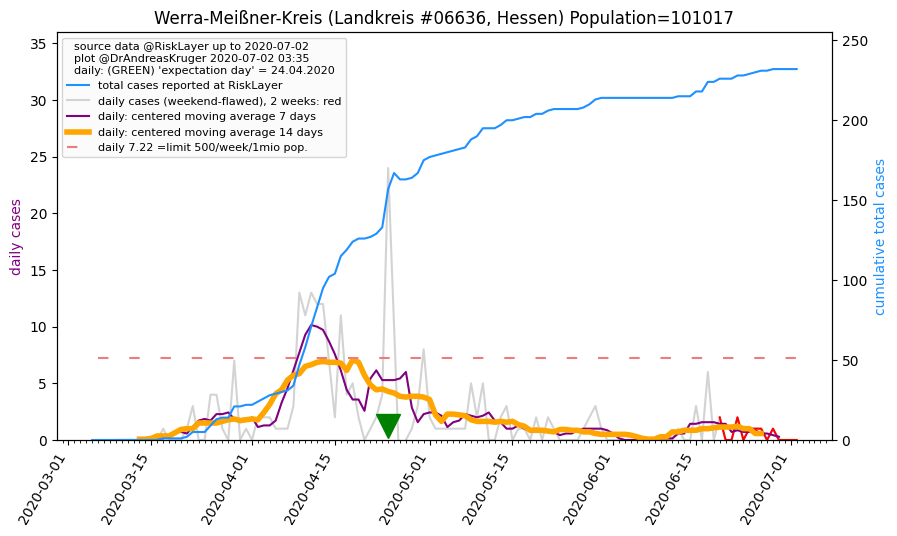 Werra-Meißner-Kreis (Landkreis #06636, Hessen) Population=101017
source data @RiskLayer up to 2020-07-02
plot @DrAndreasKruger 2020-07-02 03:35
daily: (GREEN) 'expectation day' = 24.04.2020
total cases reported at RiskLayer
daily cases (weekend-flawed), 2 weeks: red
daily: centered moving average 7 days
daily: centered moving average 14 days
daily 7.22 =limit 500/week/1mio pop.
daily cases
35
30
25
20
15
10
5
0
cumulative total cases
250
200
150
100
50
0
2020-03-01
2020-03-15
2020-04-01
2020-04-15
2020-05-01
2020-05-15
2020-06-01
2020-06-15
2020-07-01